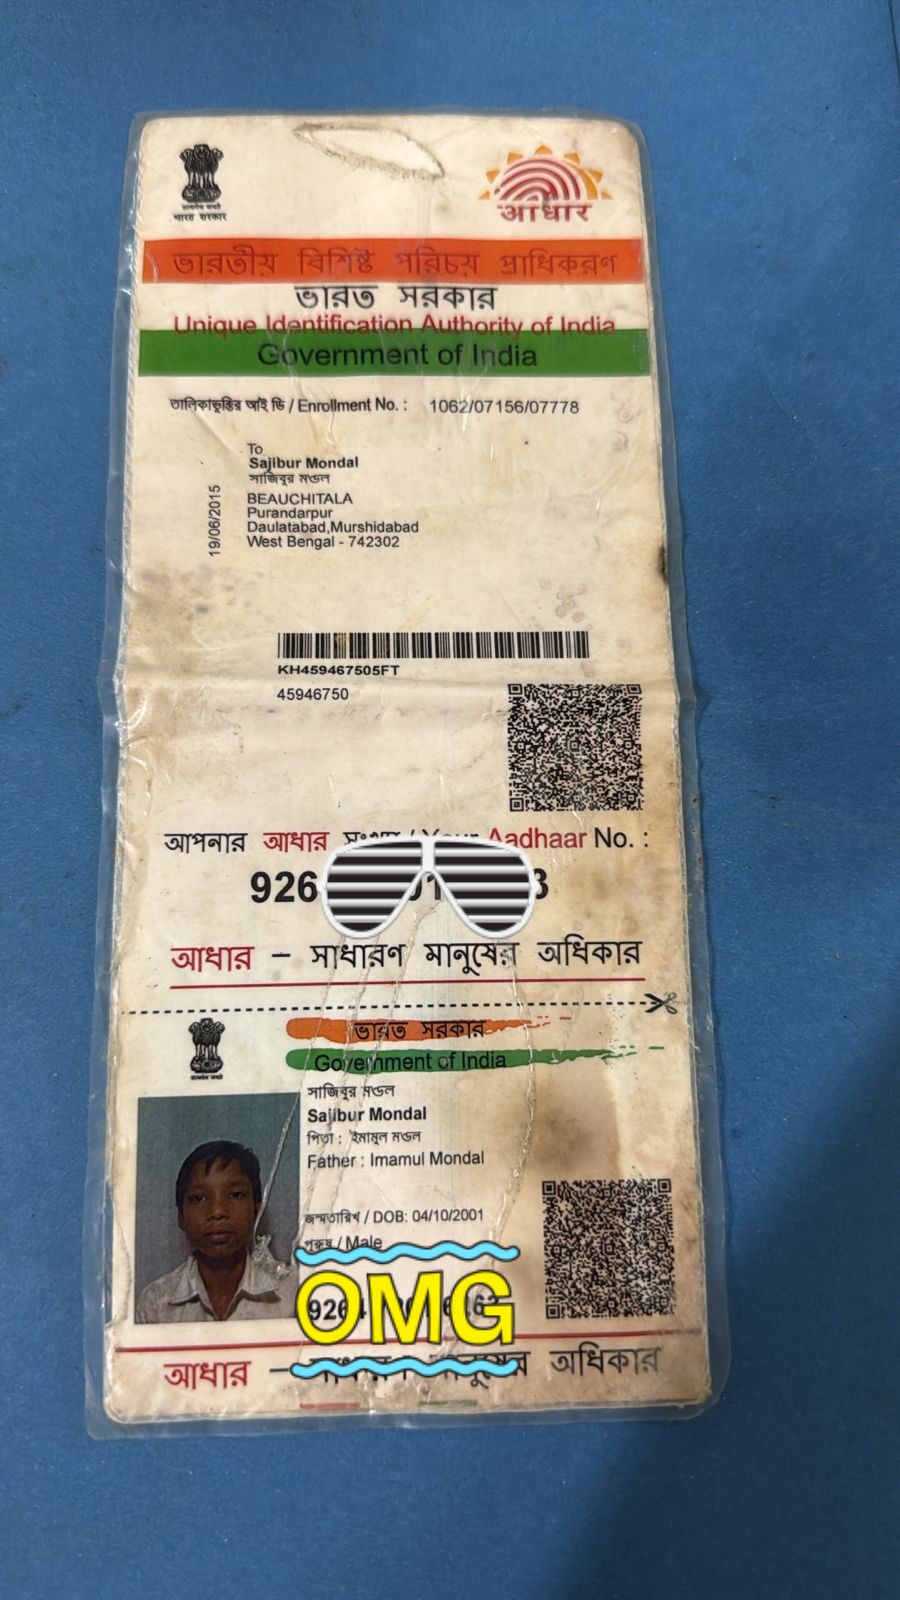 सत्यमेव जयते
भारत सरकार
आधार
ভারতীয় বিশিষ্ট পরিচয় প্রাধিকরণ
ভারত সরকার
Unique Identification Authority of India
Government of India
তালিকাভুক্তির আই ডি / Enrollment No. : 1062/07156/07778
To
Sajibur Mondal
সাজিবুর মণ্ডল
BEAUCHITALA
Purandarpur
Daulatabad,Murshidabad
West Bengal - 742302
19/06/2015
KH459467505FT
45946750
আপনার আধার / Your Aadhaar No. :
আধার – সাধারণ মানুষের অধিকার
ভারত সরকার
Government of India
সাজিবুর মণ্ডল
Sajibur Mondal
পিতা : ইমামুল মণ্ডল
Father : Imamul Mondal
জন্মতারিখ / DOB: 04/10/2001
পুরুষ / Male
OMG
আধার – অধিকার